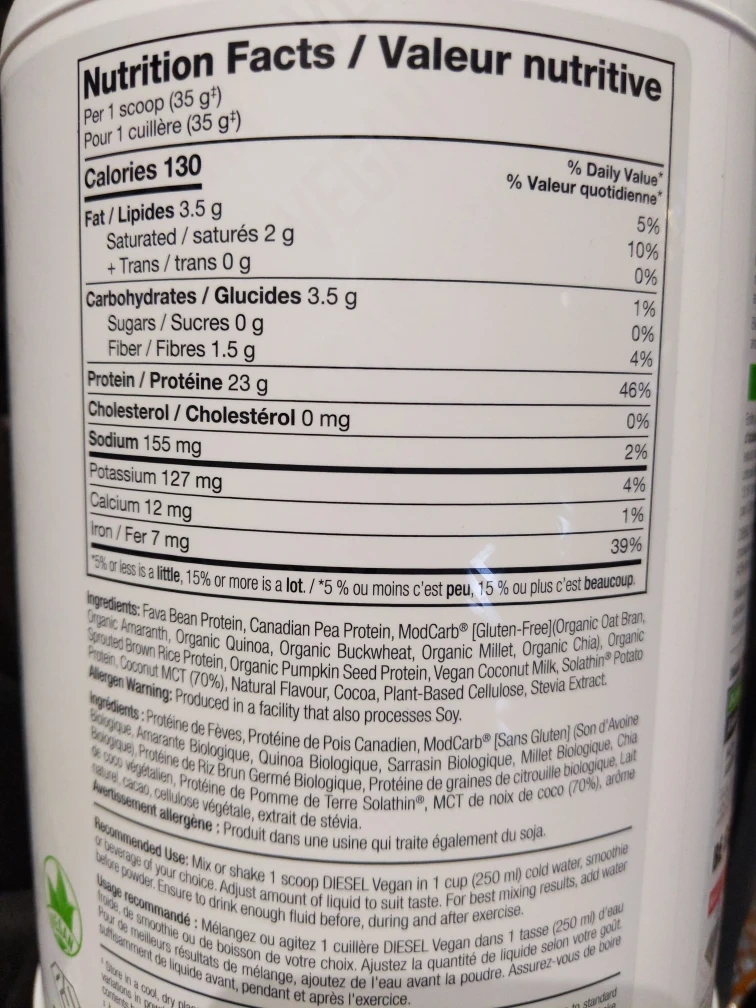 Nutrition Facts / Valeur nutritive
Per 1 scoop (35 g‡)
Pour 1 cuillère (35 g‡)
Calories 130
% Daily Value*
% Valeur quotidienne*
Fat / Lipides 3.5 g 5%
Saturated / saturés 2 g 10%
+ Trans / trans 0 g 0%
Carbohydrates / Glucides 3.5 g 1%
Sugars / Sucres 0 g 0%
Fiber / Fibres 1.5 g 4%
Protein / Protéine 23 g 46%
Cholesterol / Cholestérol 0 mg 0%
Sodium 155 mg 2%
Potassium 127 mg 4%
Calcium 12 mg 1%
Iron / Fer 7 mg 39%
*5% or less is a little, 15% or more is a lot. / *5 % ou moins c'est peu, 15 % ou plus c'est beaucoup.
Ingredients: Fava Bean Protein, Canadian Pea Protein, ModCarb® [Gluten-Free](Organic Oat Bran,
Organic Amaranth, Organic Quinoa, Organic Buckwheat, Organic Millet, Organic Chia), Organic
Sprouted Brown Rice Protein, Organic Pumpkin Seed Protein, Vegan Coconut Milk, Solathin® Potato
Protein, Coconut MCT (70%), Natural Flavour, Cocoa, Plant-Based Cellulose, Stevia Extract.
Allergen Warning: Produced in a facility that also processes Soy.
Ingrédients : Protéine de Fèves, Protéine de Pois Canadien, ModCarb® [Sans Gluten] (Son d'Avoine
Biologique, Amarante Biologique, Quinoa Biologique, Sarrasin Biologique, Millet Biologique, Chia
Biologique), Protéine de Riz Brun Germé Biologique, Protéine de graines de citrouille biologique, Lait
de coco végétalien, Protéine de Pomme de Terre Solathin®, MCT de noix de coco (70%), arôme
naturel, cacao, cellulose végétale, extrait de stévia.
Avertissement allergène : Produit dans une usine qui traite également du soja.
Recommended Use: Mix or shake 1 scoop DIESEL Vegan in 1 cup (250 ml) cold water, smoothie
or beverage of your choice. Adjust amount of liquid to suit taste. For best mixing results, add water
before powder. Ensure to drink enough fluid before, during and after exercise.
Usage recommandé : Mélangez ou agitez 1 cuillère DIESEL Vegan dans 1 tasse (250 ml) d'eau
froide, de smoothie ou de boisson de votre choix. Ajustez la quantité de liquide selon votre goût.
Pour de meilleurs résultats de mélange, ajoutez de l'eau avant la poudre. Assurez-vous de boire
suffisamment de liquide avant, pendant et après l'exercice.
VEGAN
Store in a cool, dry
variations in
standard